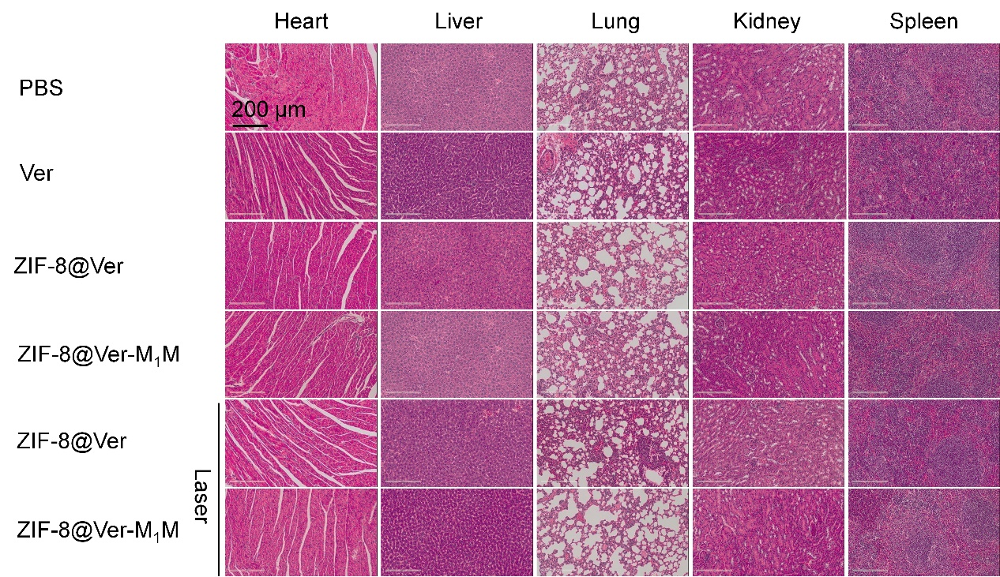 Heart Liver Lung Kidney Spleen
PBS
200 μm
Ver
ZIF-8@Ver
ZIF-8@Ver-M₁M
ZIF-8@Ver
Laser
ZIF-8@Ver-M₁M